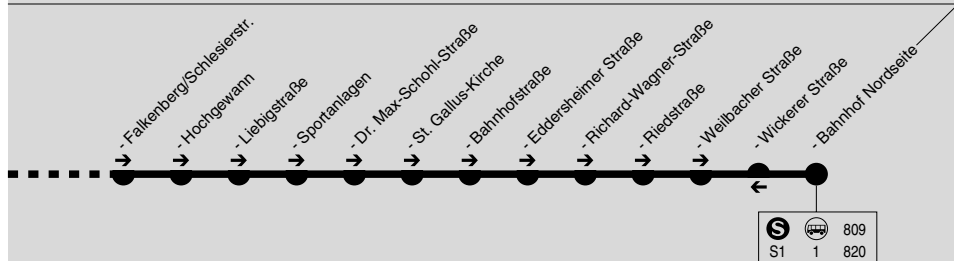 - Falkenberg/Schlesierstr.
- Hochgewann
- Liebigstraße
- Sportanlagen
- Dr. Max-Schohl-Straße
- St. Gallus-Kirche
- Bahnhofstraße
- Eddersheimer Straße
- Richard-Wagner-Straße
- Riedstraße
- Weilbacher Straße
- Wickerer Straße
- Bahnhof Nordseite
S 809
S1 1 820